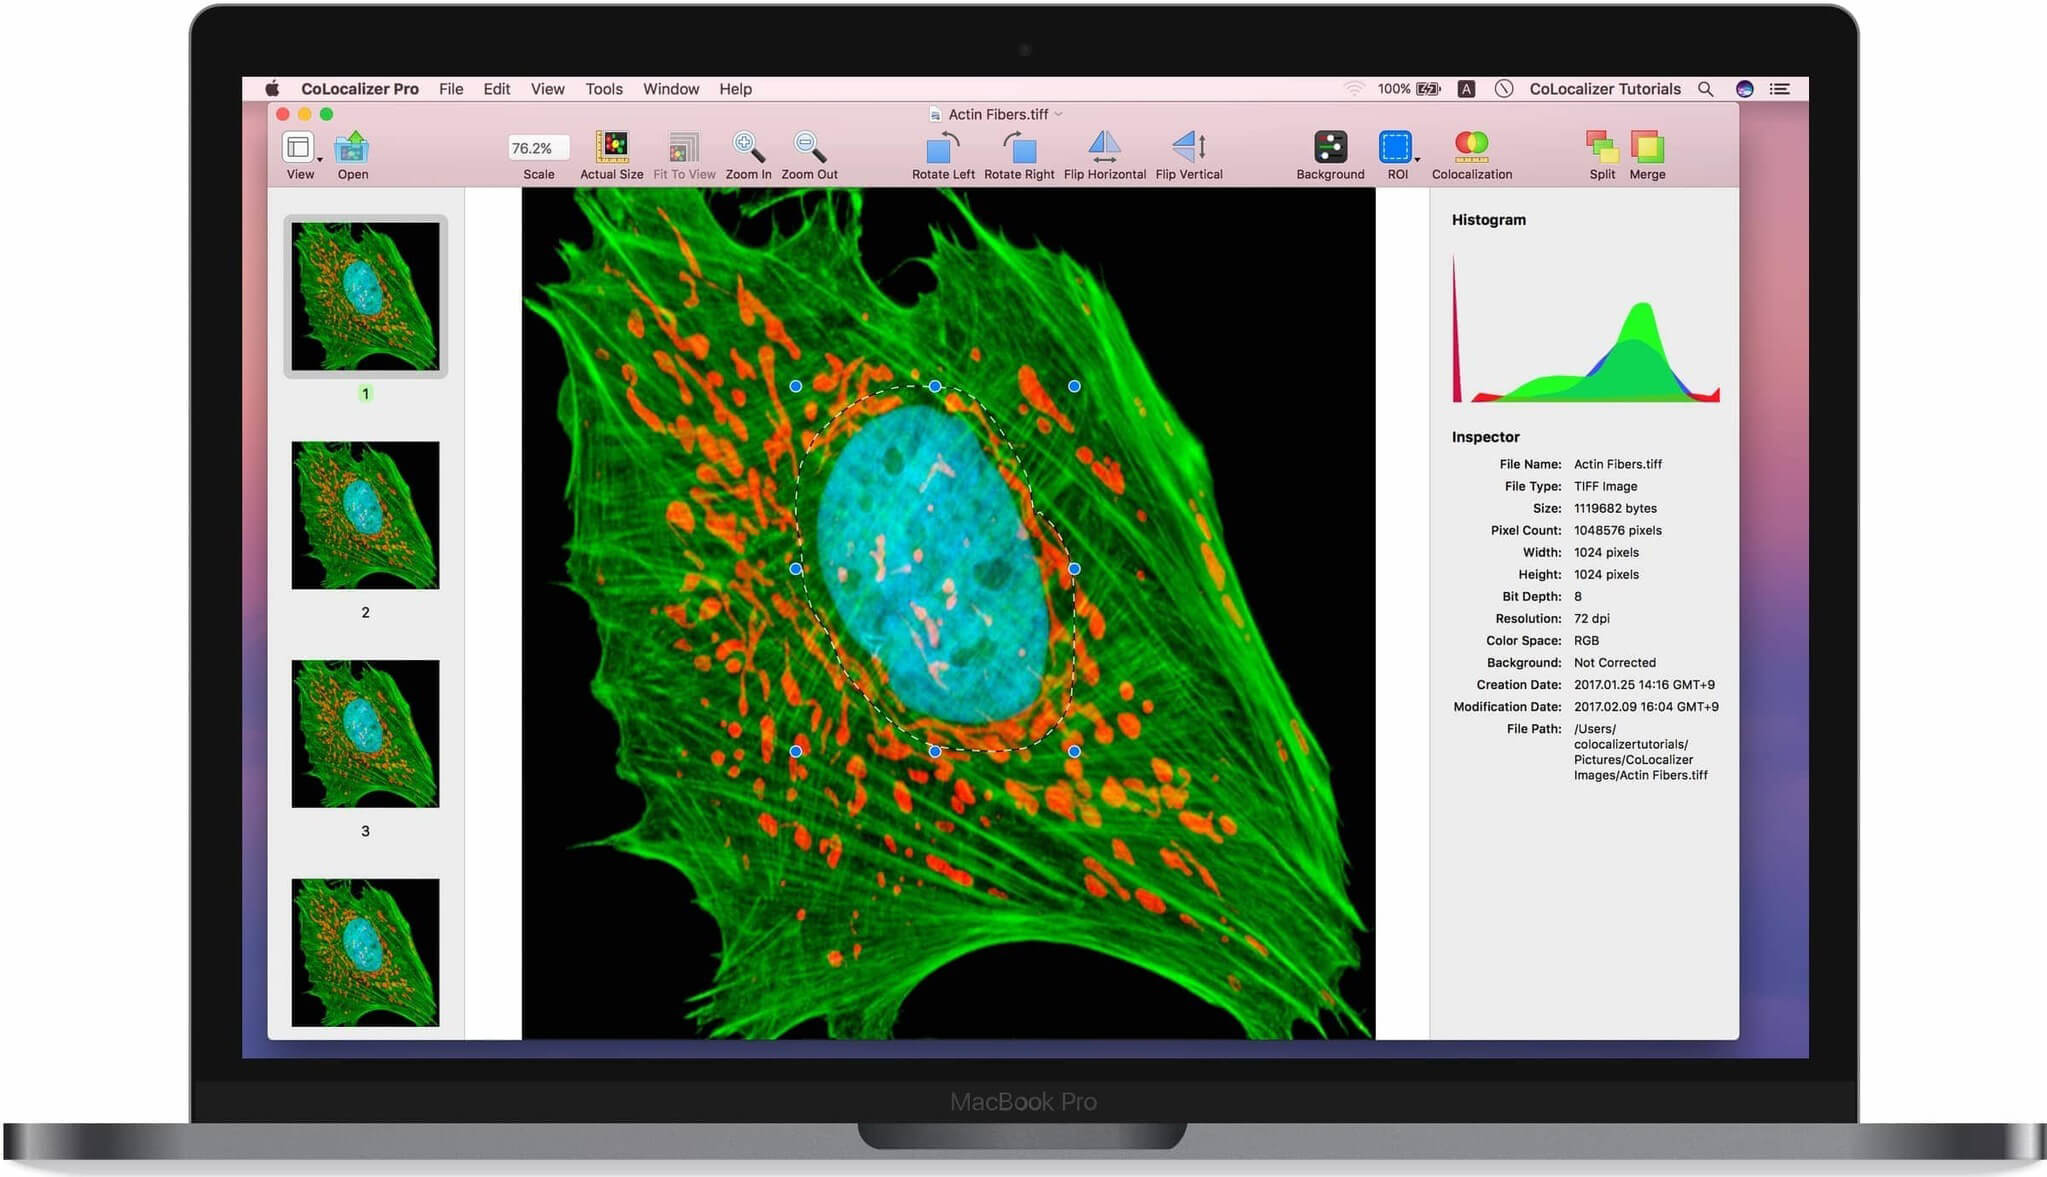 CoLocalizer Pro File Edit View Tools Window Help 100% A CoLocalizer Tutorials
Actin Fibers.tiff
76.2%
View Open Scale Actual Size Fit To View Zoom In Zoom Out Rotate Left Rotate Right Flip Horizontal Flip Vertical Background ROI Colocalization Split Merge
1
2
3
Histogram
Inspector
File Name: Actin Fibers.tiff
File Type: TIFF Image
Size: 1119682 bytes
Pixel Count: 1048576 pixels
Width: 1024 pixels
Height: 1024 pixels
Bit Depth: 8
Resolution: 72 dpi
Color Space: RGB
Background: Not Corrected
Creation Date: 2017.01.25 14:16 GMT+9
Modification Date: 2017.02.09 16:04 GMT+9
File Path: /Users/
colocalizertutorials/
Pictures/CoLocalizer
Images/Actin Fibers.tiff
MacBook Pro